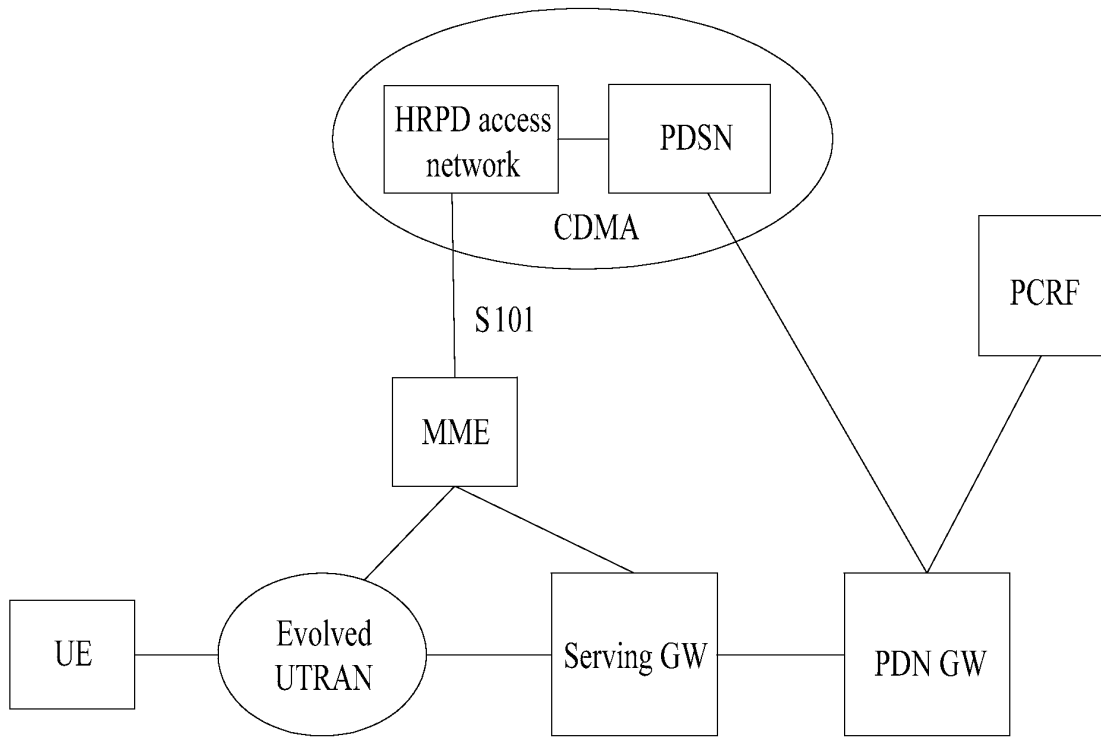 HRPD access
network
PDSN
CDMA
PCRF
S101
MME
UE
Evolved
UTRAN
Serving GW
PDN GW